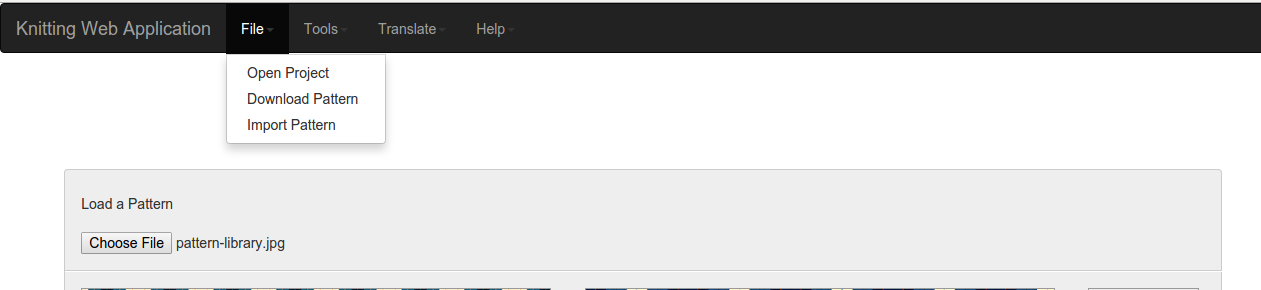 Knitting Web Application File Tools Translate Help
Open Project
Download Pattern
Import Pattern
Load a Pattern
Choose File pattern-library.jpg